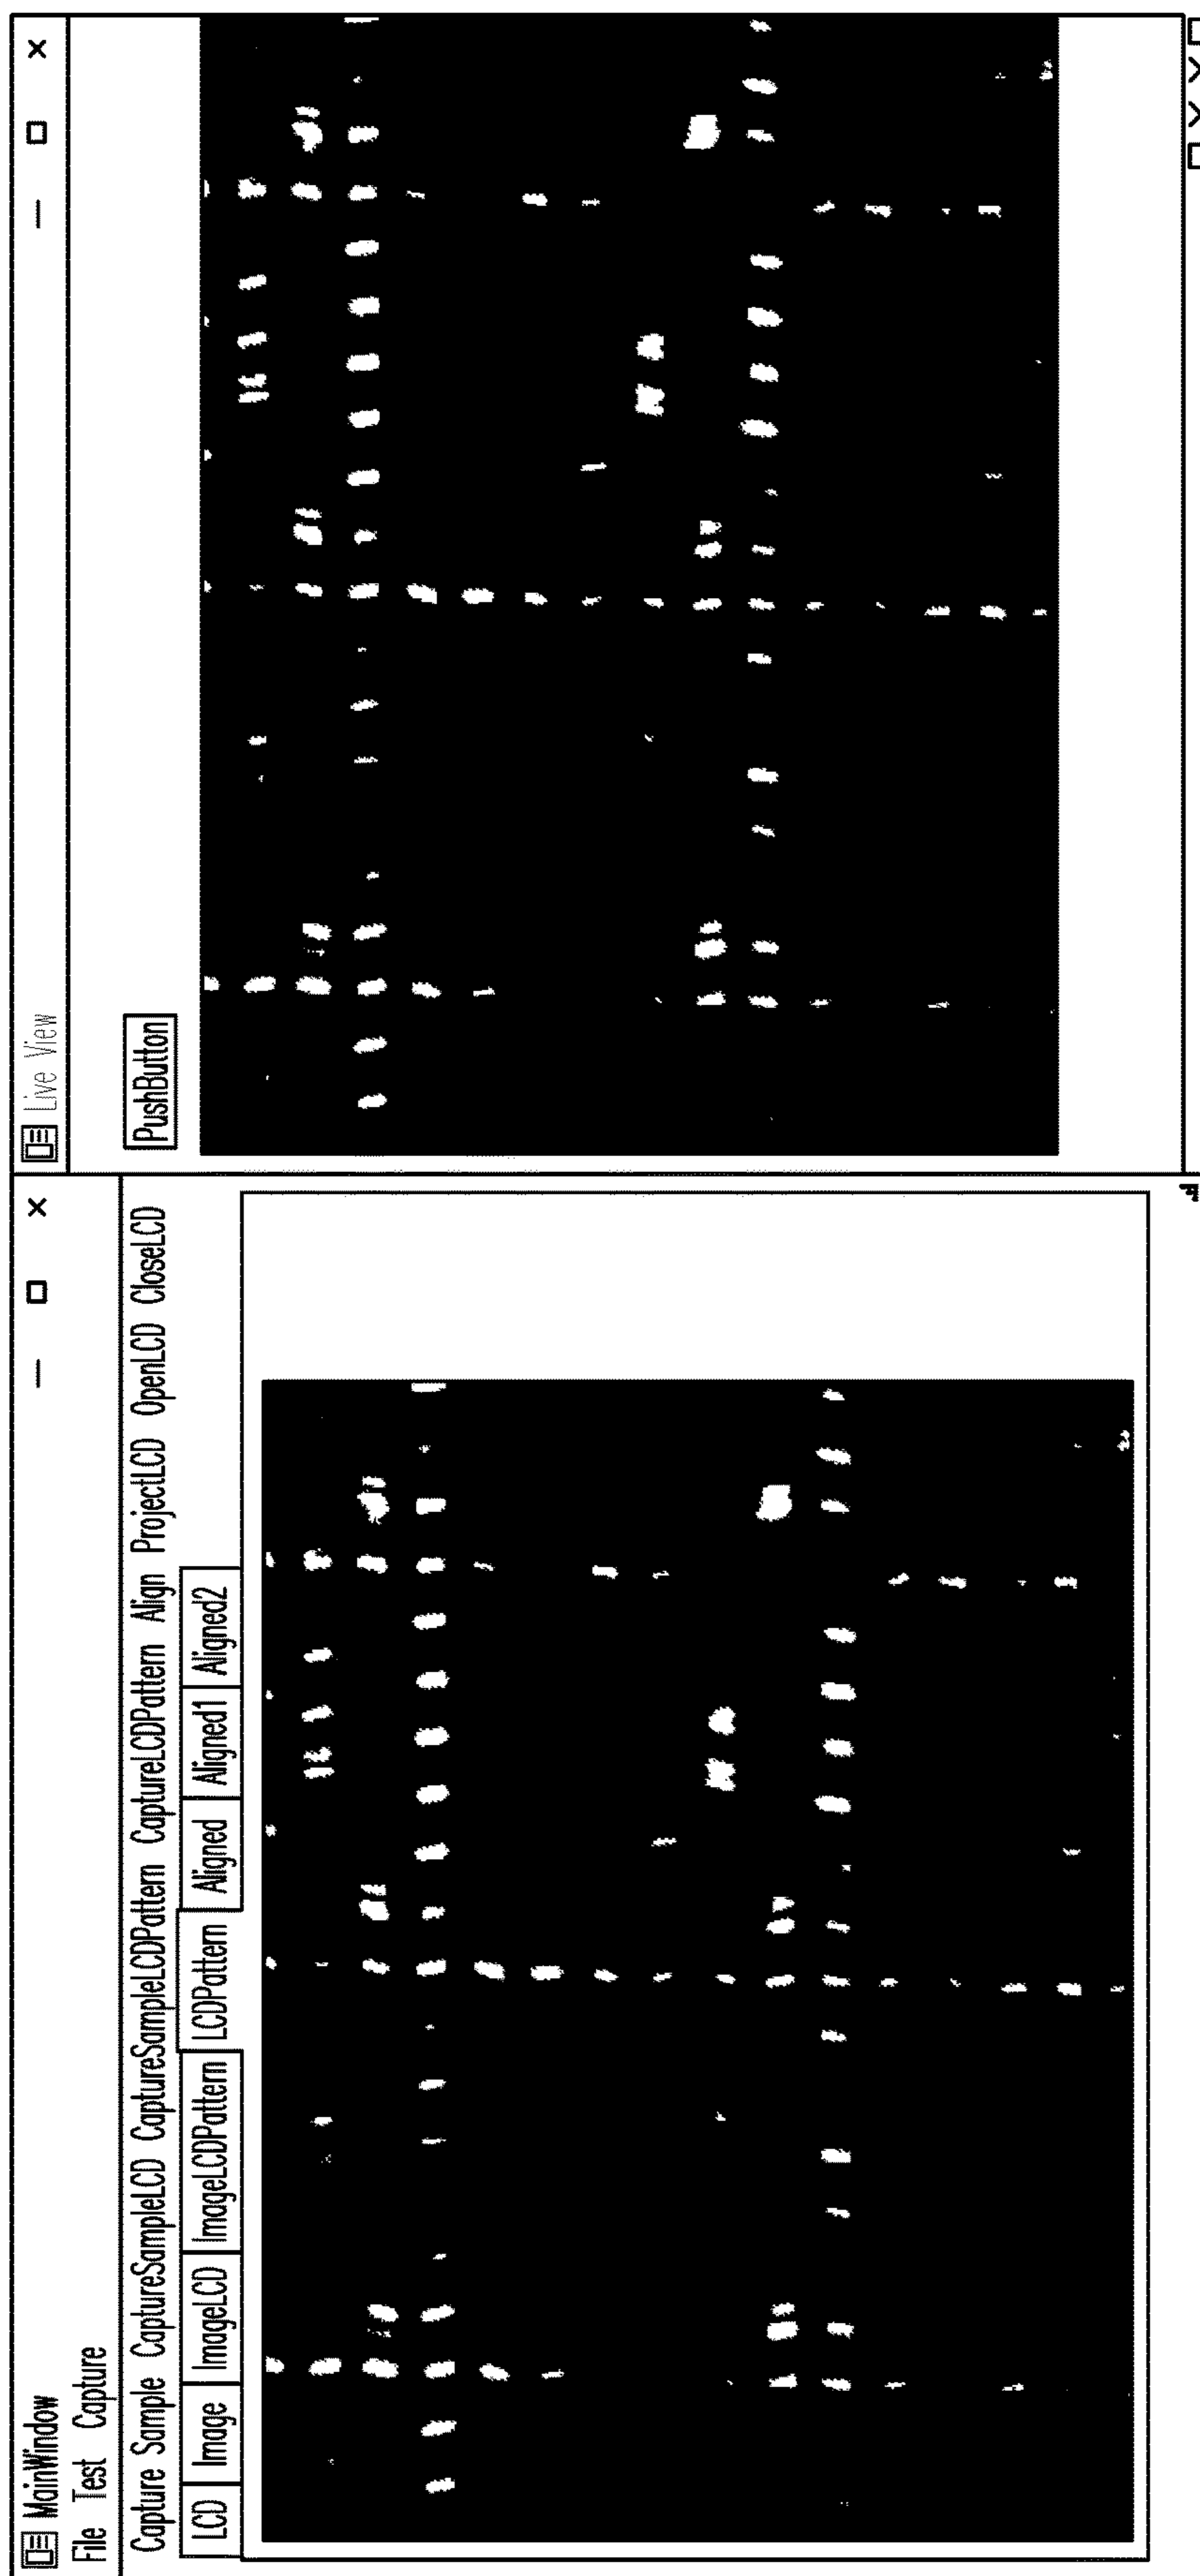 MainWindow
File Test Capture
Capture Sample CaptureSampleLCD CaptureSampleLCDPattern CaptureLCDPattern Align ProjectLCD OpenLCD CloseLCD
LCD Image ImageLCD ImageLCDPattern LCDPattern Aligned Aligned1 Aligned2
Live View
PushButton